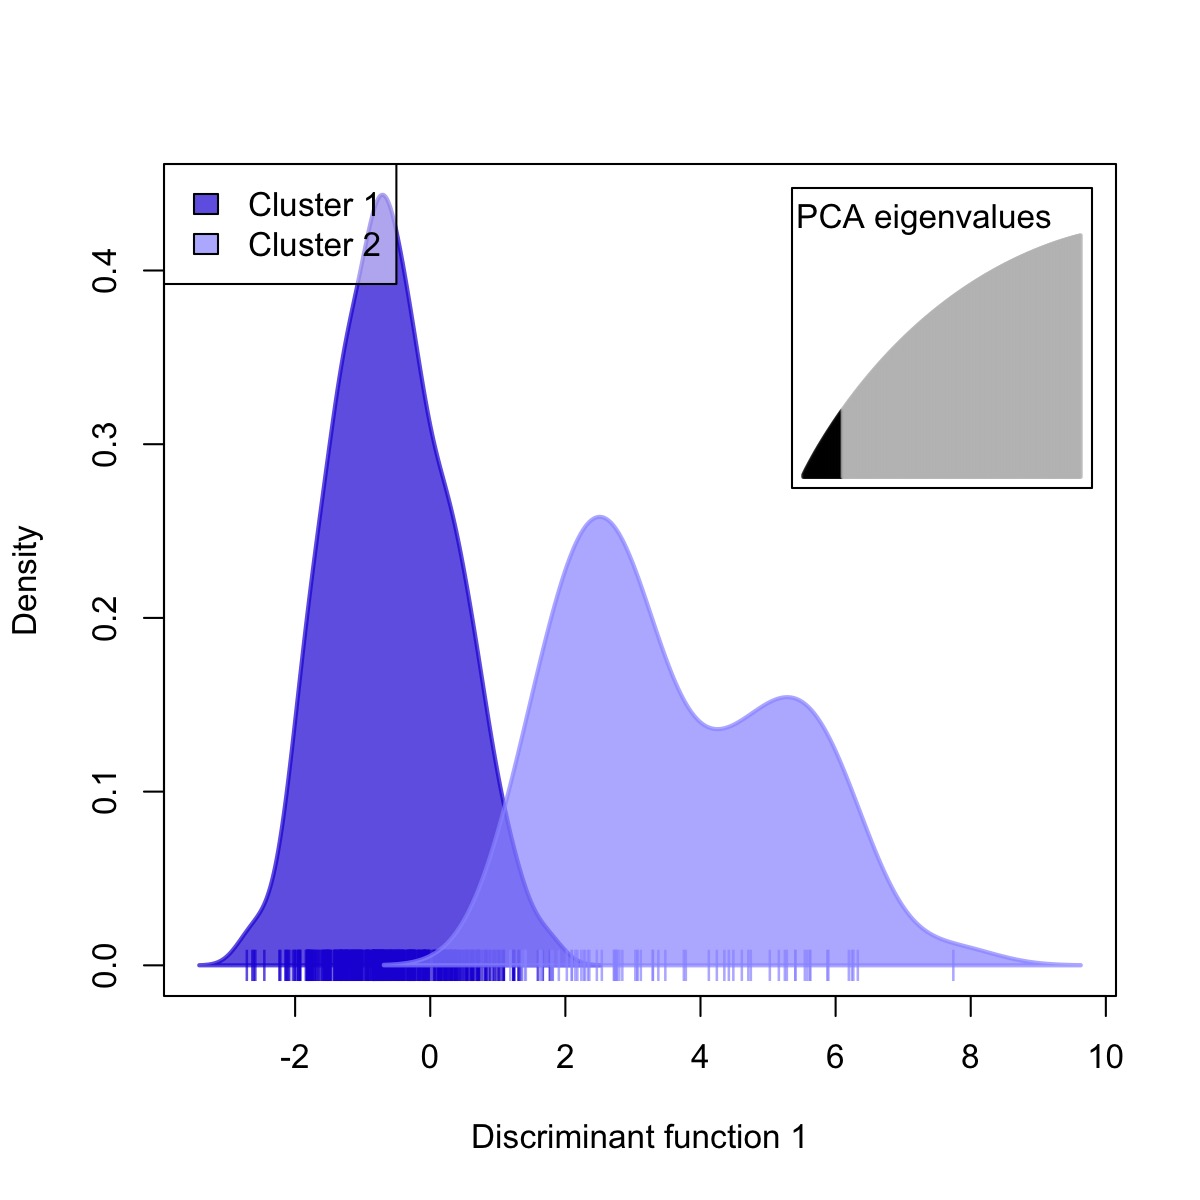 Cluster 1
Cluster 2
PCA eigenvalues
Density
0.4
0.3
0.2
0.1
0.0
-2 0 2 4 6 8 10
Discriminant function 1